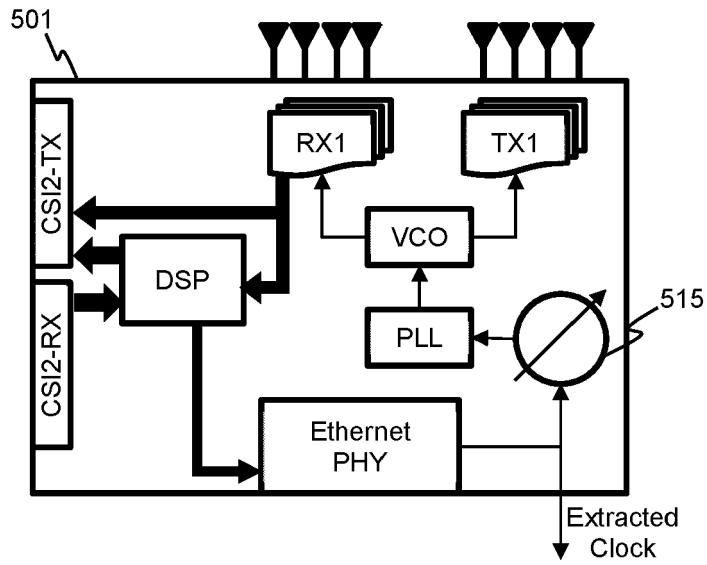 501
CSI2-TX
RX1
TX1
VCO
DSP
515
CSI2-RX
PLL
Ethernet
PHY
Extracted
Clock